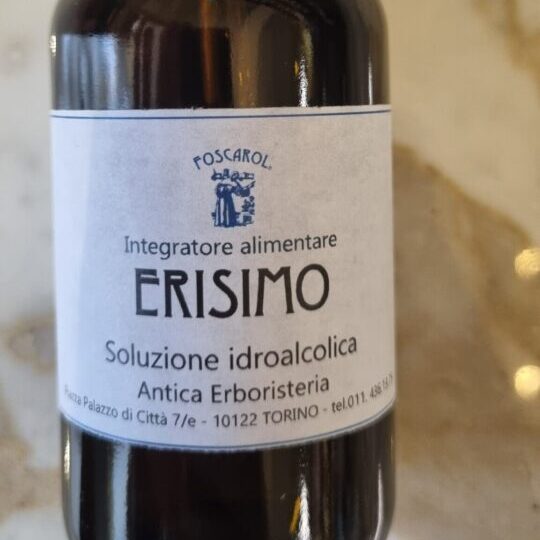 FOSCAROL
Integratore alimentare
ERISIMO
Soluzione idroalcolica
Antica Erboristeria
Piazza Palazzo di Città 7/e - 10122 TORINO - tel.011.